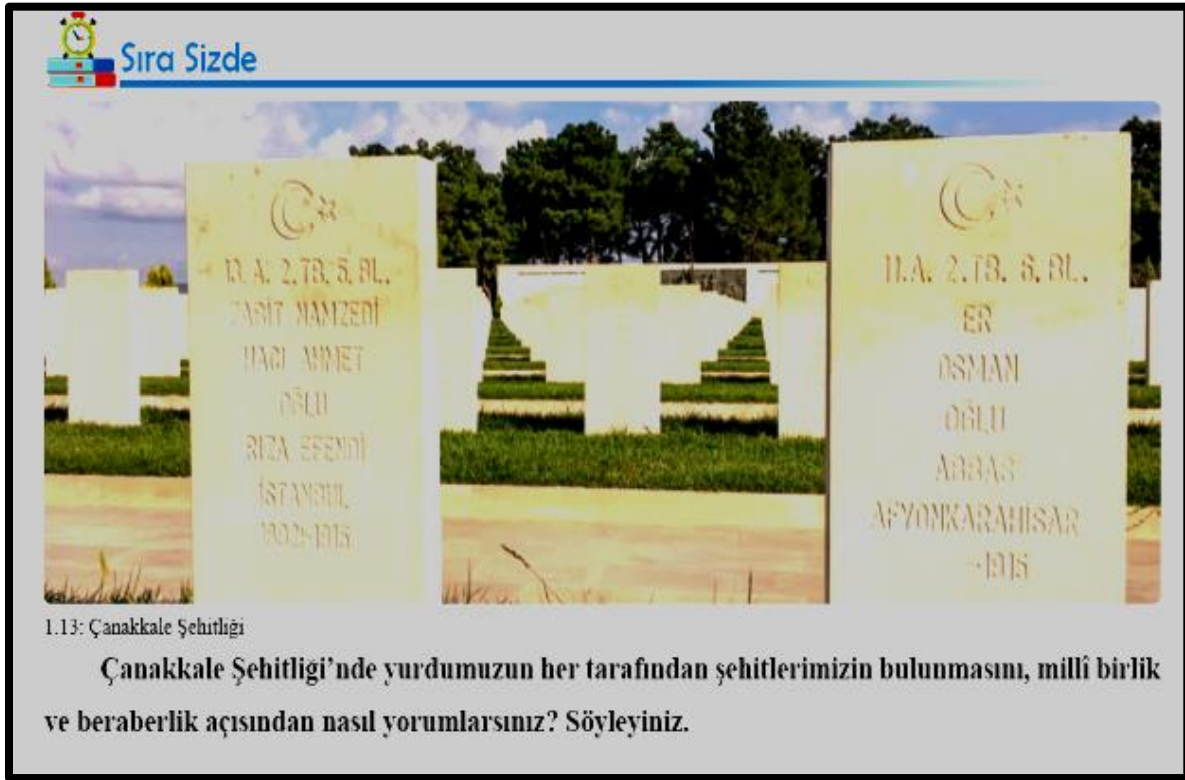 Sıra Sizde
13. A. 2. TB. 5. BL.
ZABİT NAMZEDİ
HACI AHMET
OĞLU
RIZA EFENDİ
İSTANBUL
11. A. 2. TB. 6. BL.
ER
OSMAN
OĞLU
ABBAS
AFYONKARAHİSAR
-1915
1.13: Çanakkale Şehitliği
Çanakkale Şehitliği’nde yurdumuzun her tarafından şehitlerimizin bulunmasını, millî birlik
ve beraberlik açısından nasıl yorumlarsınız? Söyleyiniz.